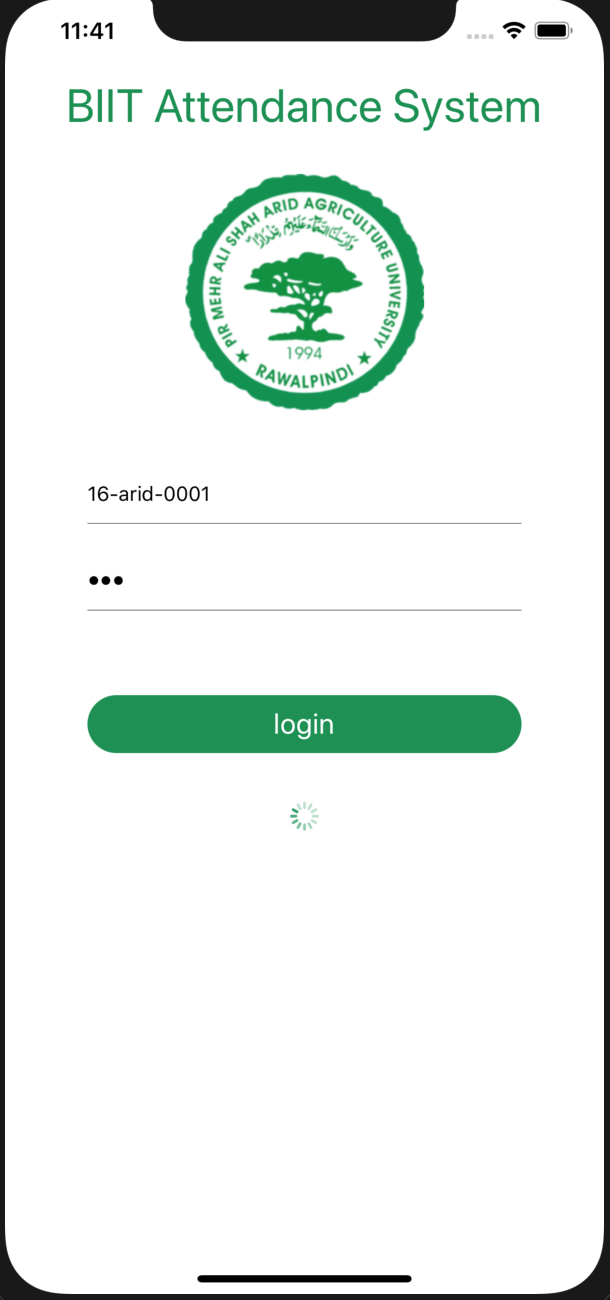 11:41
BIIT Attendance System
PIR MEHR ALI SHAH ARID AGRICULTURE UNIVERSITY
1994
★ RAWALPINDI ★
16-arid-0001
•••
login